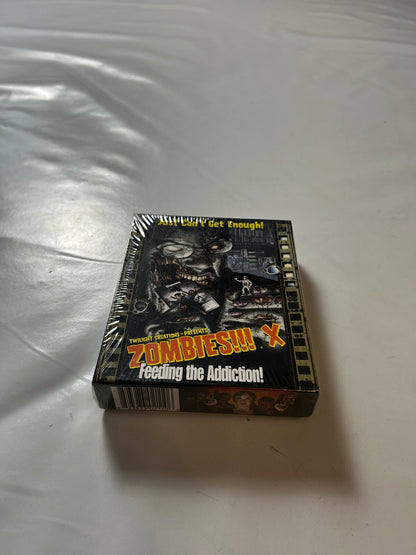 Just Can't Get Enough!
TWILIGHT CREATIONS - PRESENTS:
ZOMBIES!!! X
Feeding the Addiction!